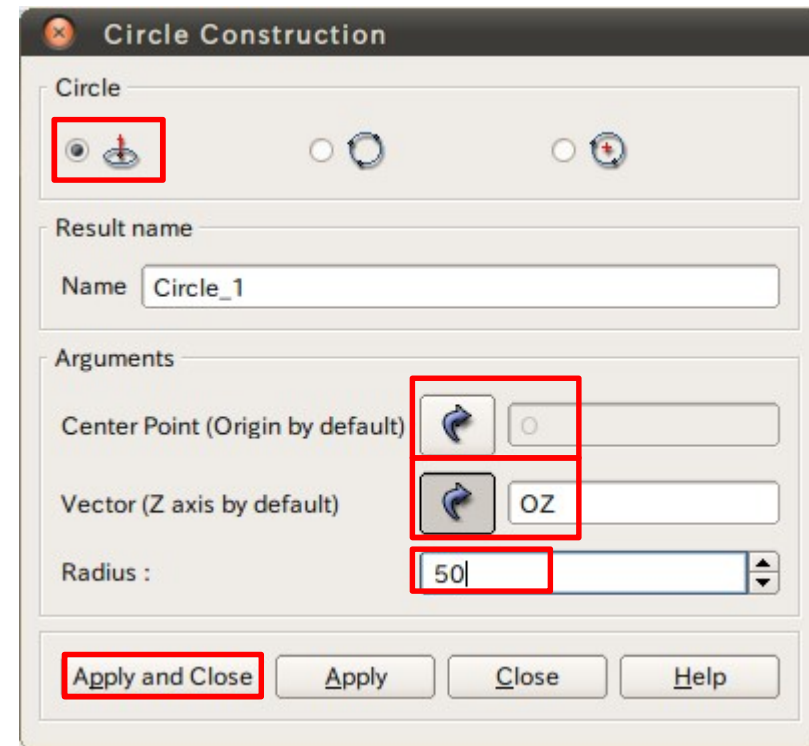 Circle Construction
Circle
Result name
Name Circle_1
Arguments
Center Point (Origin by default) O
Vector (Z axis by default) OZ
Radius : 50
Apply and Close Apply Close Help